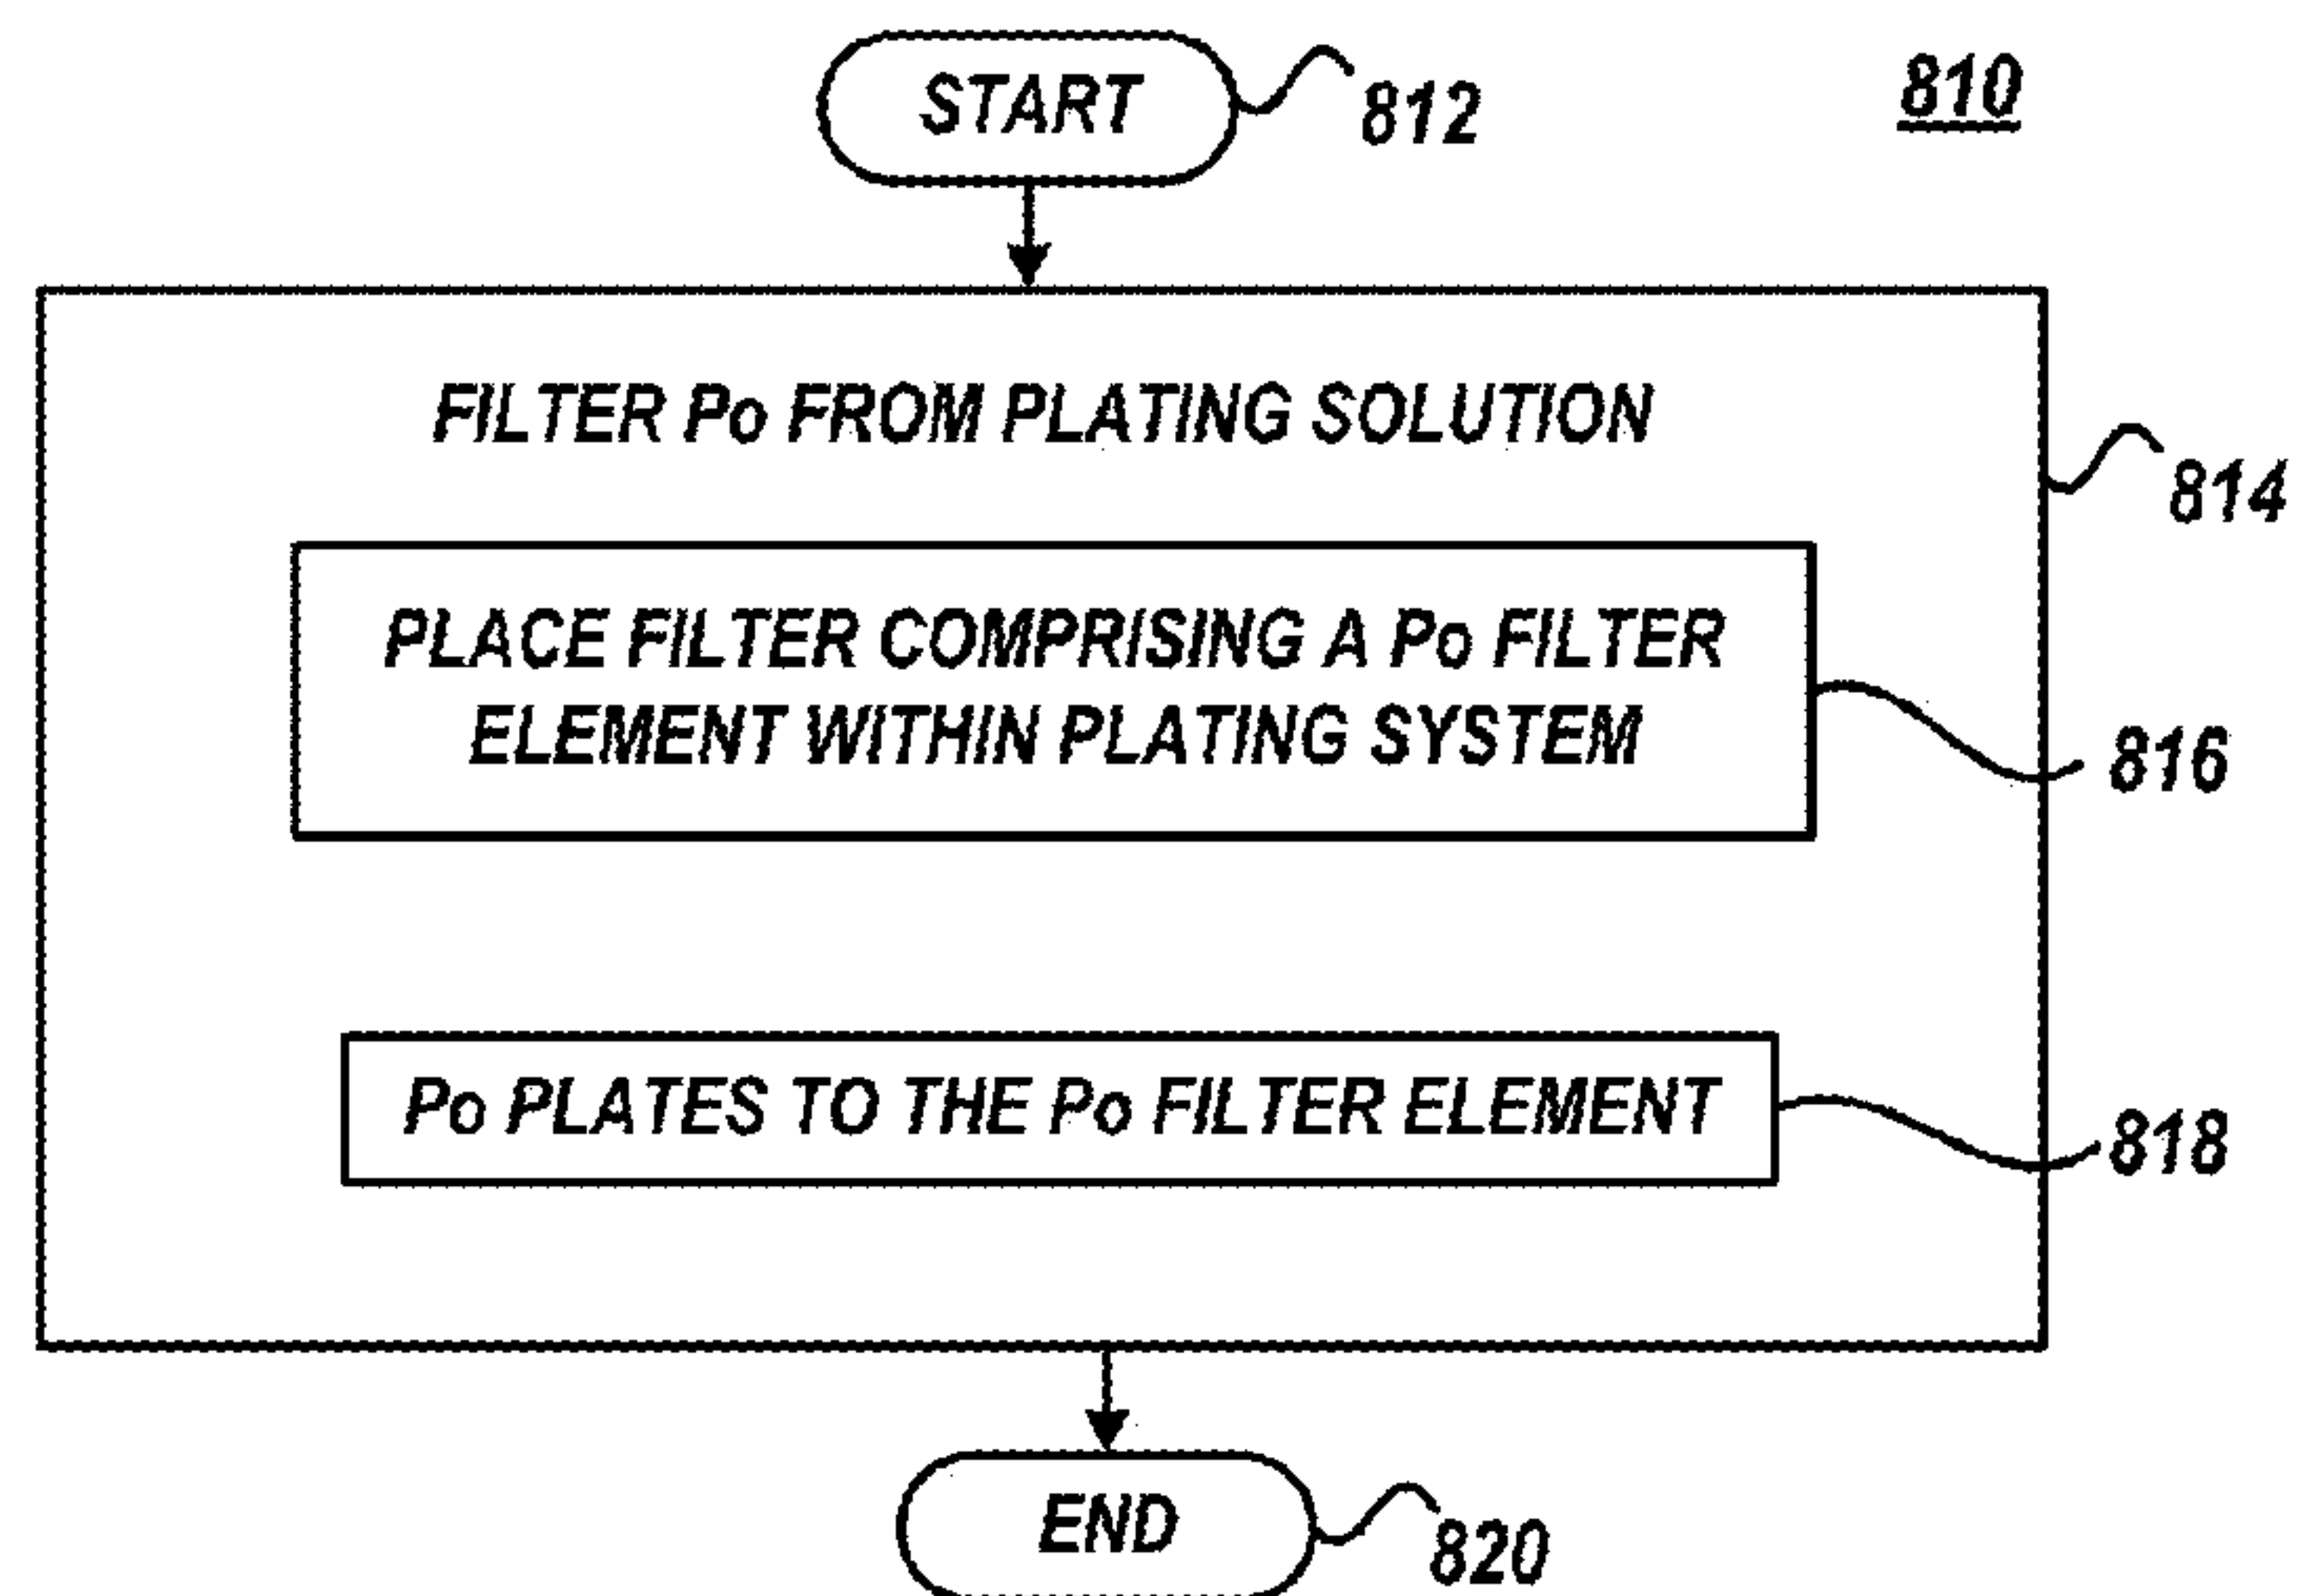 START
812
810
FILTER Po FROM PLATING SOLUTION
814
PLACE FILTER COMPRISING A Po FILTER
ELEMENT WITHIN PLATING SYSTEM
816
Po PLATES TO THE Po FILTER ELEMENT
818
END
820